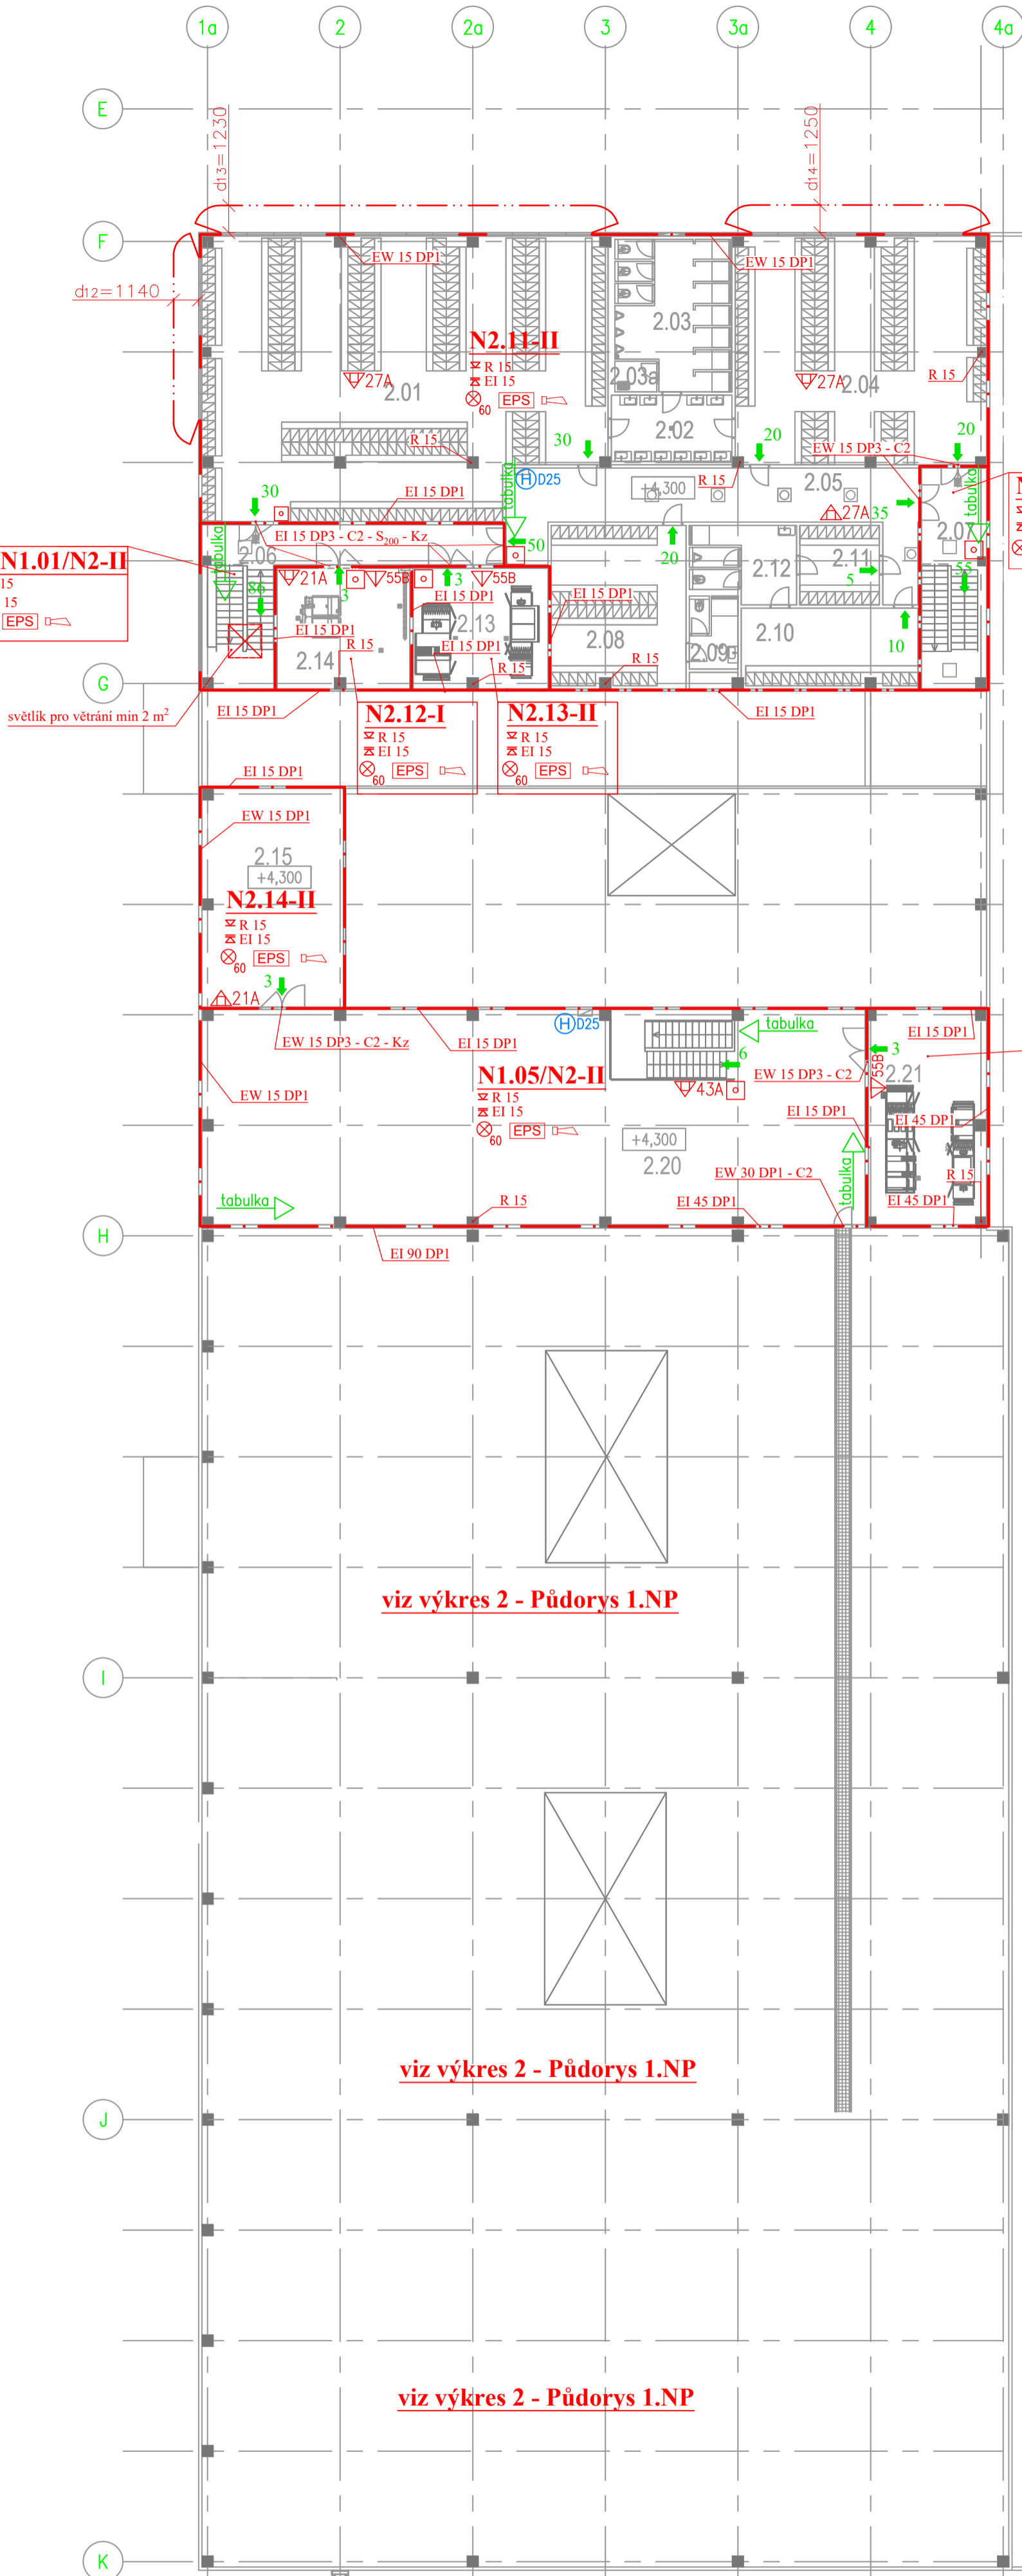 1a
2
2a
3
3a
4
4a
E
d13=1230
d14=1250
F
EW 15 DP1
EW 15 DP1
d12=1140
2.03
N2.11-II
R 15
EI 15
60
EPS
2.03a
27A
2.01
27A
2.04
R 15
2.02
30
20
20
R 15
EW 15 DP3 - C2
tabulka
H
D25
+4,300
R 15
2.05
tabulka
30
EI 15 DP1
27A
35
2.07
EI 15 DP3 - C2 - S200 - Kz
50
20
2.06
tabulka
N1.01/N2-II
15
15
EPS
86
21A
3
55B
3
55B
2.12
2.11
5
55
EI 15 DP1
EI 15 DP1
2.13
EI 15 DP1
R 15
EI 15 DP1
2.14
2.08
2.09
2.10
10
R 15
R 15
G
světlík pro větrání min 2 m2
EI 15 DP1
EI 15 DP1
N2.12-I
R 15
EI 15
60
EPS
N2.13-II
R 15
EI 15
60
EPS
EI 15 DP1
EW 15 DP1
2.15
+4,300
N2.14-II
R 15
EI 15
60
EPS
3
21A
EW 15 DP3 - C2 - Kz
EI 15 DP1
H
D25
tabulka
EI 15 DP1
6
3
EW 15 DP3 - C2
55B
2.21
N1.05/N2-II
R 15
EI 15
60
EPS
43A
EW 15 DP1
EI 15 DP1
EI 45 DP1
+4,300
2.20
tabulka
EW 30 DP1 - C2
R 15
tabulka
R 15
EI 45 DP1
EI 45 DP1
H
EI 90 DP1
viz výkres 2 - Půdorys 1.NP
I
viz výkres 2 - Půdorys 1.NP
J
viz výkres 2 - Půdorys 1.NP
K